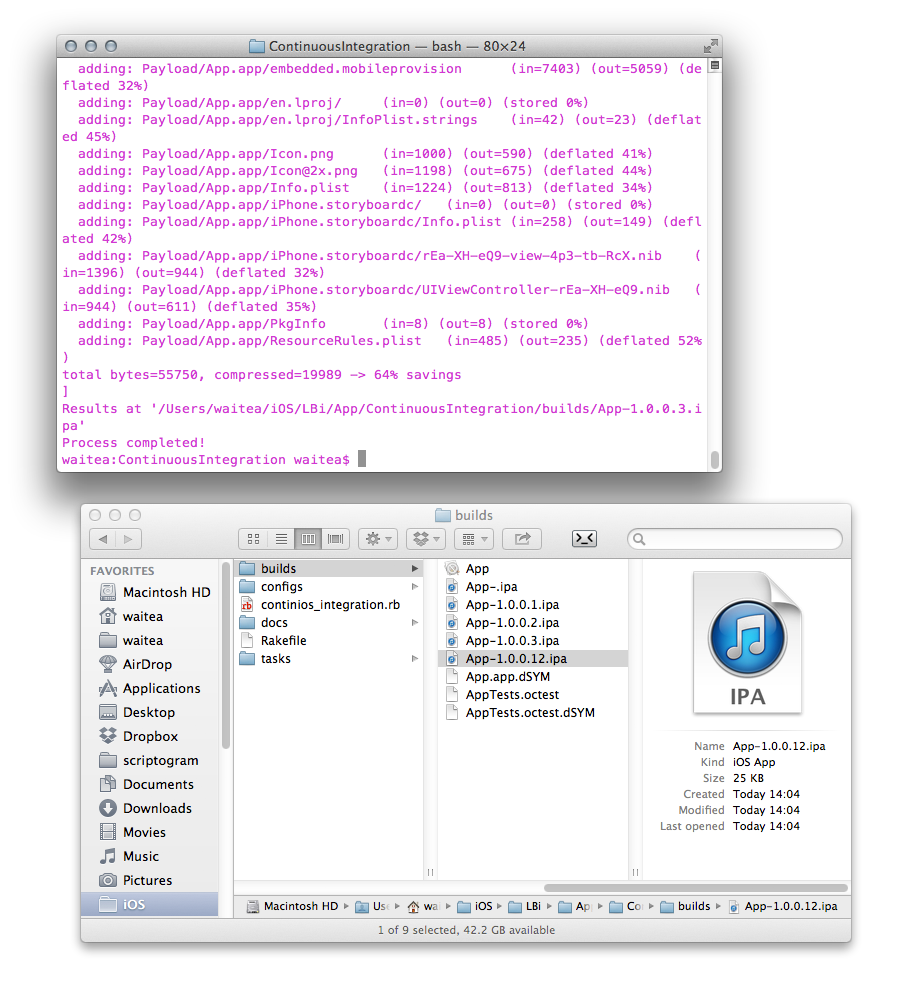 ContinuousIntegration — bash — 80×24
adding: Payload/App.app/embedded.mobileprovision (in=7403) (out=5059) (de
flated 32%)
adding: Payload/App.app/en.lproj/ (in=0) (out=0) (stored 0%)
adding: Payload/App.app/en.lproj/InfoPlist.strings (in=42) (out=23) (deflat
ed 45%)
adding: Payload/App.app/Icon.png (in=1000) (out=590) (deflated 41%)
adding: Payload/App.app/Icon@2x.png (in=1198) (out=675) (deflated 44%)
adding: Payload/App.app/Info.plist (in=1224) (out=813) (deflated 34%)
adding: Payload/App.app/iPhone.storyboardc/ (in=0) (out=0) (stored 0%)
adding: Payload/App.app/iPhone.storyboardc/Info.plist (in=258) (out=149) (defl
ated 42%)
adding: Payload/App.app/iPhone.storyboardc/rEa-XH-eQ9-view-4p3-tb-RcX.nib (
in=1396) (out=944) (deflated 32%)
adding: Payload/App.app/iPhone.storyboardc/UIViewController-rEa-XH-eQ9.nib (
in=944) (out=611) (deflated 35%)
adding: Payload/App.app/PkgInfo (in=8) (out=8) (stored 0%)
adding: Payload/App.app/ResourceRules.plist (in=485) (out=235) (deflated 52%
)
total bytes=55750, compressed=19989 -> 64% savings
]
Results at '/Users/waitea/iOS/LBi/App/ContinuousIntegration/builds/App-1.0.0.3.i
pa'
Process completed!
waitea:ContinuousIntegration waitea$
builds
FAVORITES
Macintosh HD
waitea
waitea
AirDrop
Applications
Desktop
Dropbox
scriptogram
Documents
Downloads
Movies
Music
Pictures
iOS
builds
configs
rb continios_integration.rb
docs
Rakefile
tasks
App
App-.ipa
App-1.0.0.1.ipa
App-1.0.0.2.ipa
App-1.0.0.3.ipa
App-1.0.0.12.ipa
App.app.dSYM
AppTests.octest
AppTests.octest.dSYM
IPA
Name App-1.0.0.12.ipa
Kind iOS App
Size 25 KB
Created Today 14:04
Modified Today 14:04
Last opened Today 14:04
Macintosh HD ▸ Use ▸ wai ▸ iOS ▸ LBi ▸ Ap ▸ Co ▸ builds ▸ App-1.0.0.12.ipa
1 of 9 selected, 42.2 GB available